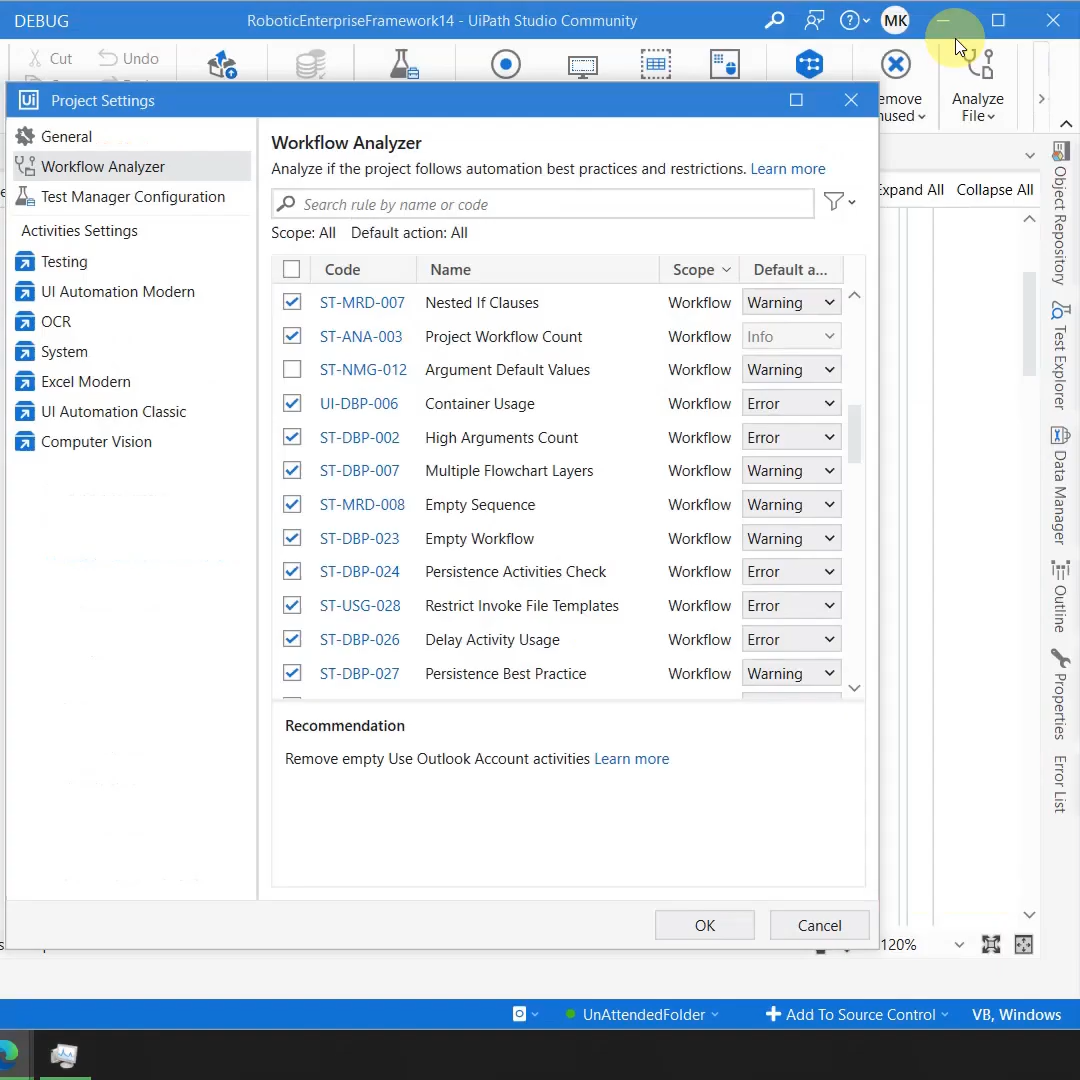 DEBUG
RoboticEnterpriseFramework14 - UiPath Studio Community
MK
Cut
Undo
emove
nused
Analyze
File
Ui Project Settings
General
Workflow Analyzer
Test Manager Configuration
Activities Settings
Testing
UI Automation Modern
OCR
System
Excel Modern
UI Automation Classic
Computer Vision
Workflow Analyzer
Analyze if the project follows automation best practices and restrictions. Learn more
Search rule by name or code
Scope: All Default action: All
Code Name Scope Default a...
ST-MRD-007 Nested If Clauses Workflow Warning
ST-ANA-003 Project Workflow Count Workflow Info
ST-NMG-012 Argument Default Values Workflow Warning
UI-DBP-006 Container Usage Workflow Error
ST-DBP-002 High Arguments Count Workflow Error
ST-DBP-007 Multiple Flowchart Layers Workflow Warning
ST-MRD-008 Empty Sequence Workflow Warning
ST-DBP-023 Empty Workflow Workflow Warning
ST-DBP-024 Persistence Activities Check Workflow Error
ST-USG-028 Restrict Invoke File Templates Workflow Error
ST-DBP-026 Delay Activity Usage Workflow Error
ST-DBP-027 Persistence Best Practice Workflow Warning
Recommendation
Remove empty Use Outlook Account activities Learn more
OK
Cancel
Expand All Collapse All
Object Repository
Test Explorer
Data Manager
Outline
Properties
Error List
120%
UnAttendedFolder
Add To Source Control
VB, Windows